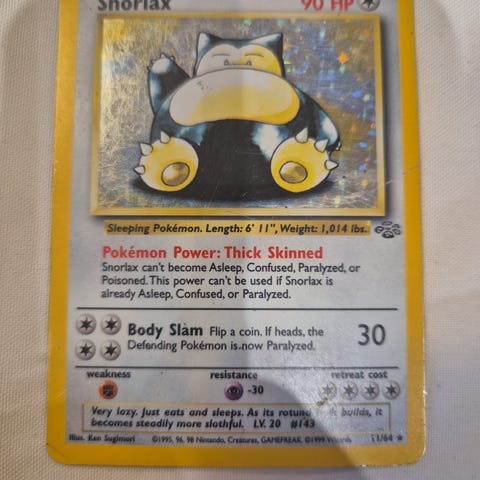 Snorlax 90 HP
Sleeping Pokémon. Length: 6' 11", Weight: 1,014 lbs.
Pokémon Power: Thick Skinned
Snorlax can't become Asleep, Confused, Paralyzed, or
Poisoned. This power can't be used if Snorlax is
already Asleep, Confused, or Paralyzed.
Body Slam Flip a coin. If heads, the 30
Defending Pokémon is now Paralyzed.
weakness resistance retreat cost
-30
Very lazy. Just eats and sleeps. As its rotund builds, it
becomes steadily more slothful. LV. 20 #143
Illus. Ken Sugimori ©1995, 96, 98 Nintendo, Creatures, GAMEFREAK. ©1999 Wizards. 11/64 ★